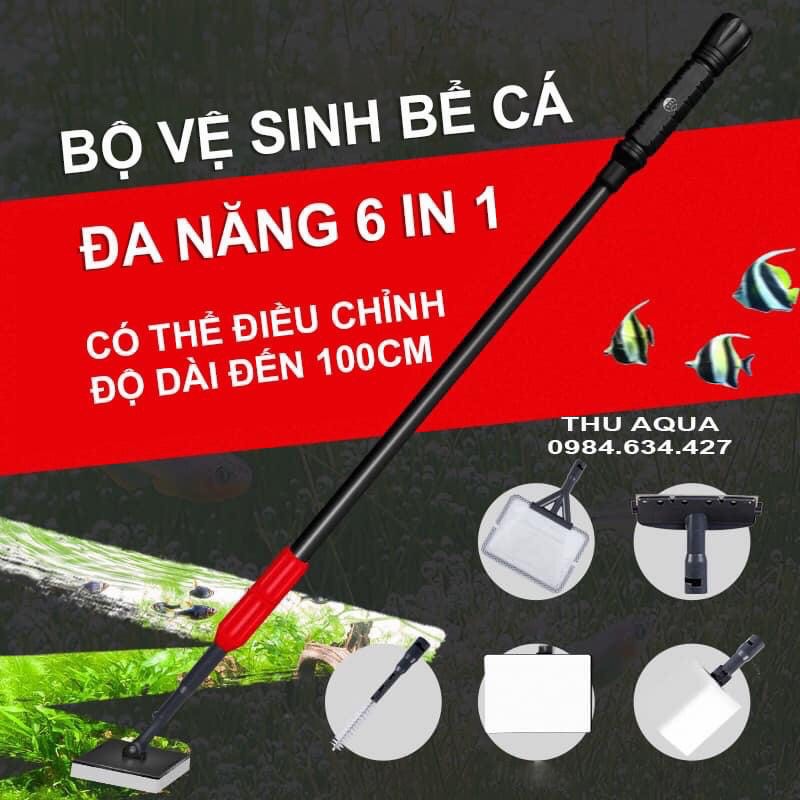 BỘ VỆ SINH BỂ CÁ
ĐA NĂNG 6 IN 1
CÓ THỂ ĐIỀU CHỈNH
ĐỘ DÀI ĐẾN 100CM
THU AQUA
0984.634.427